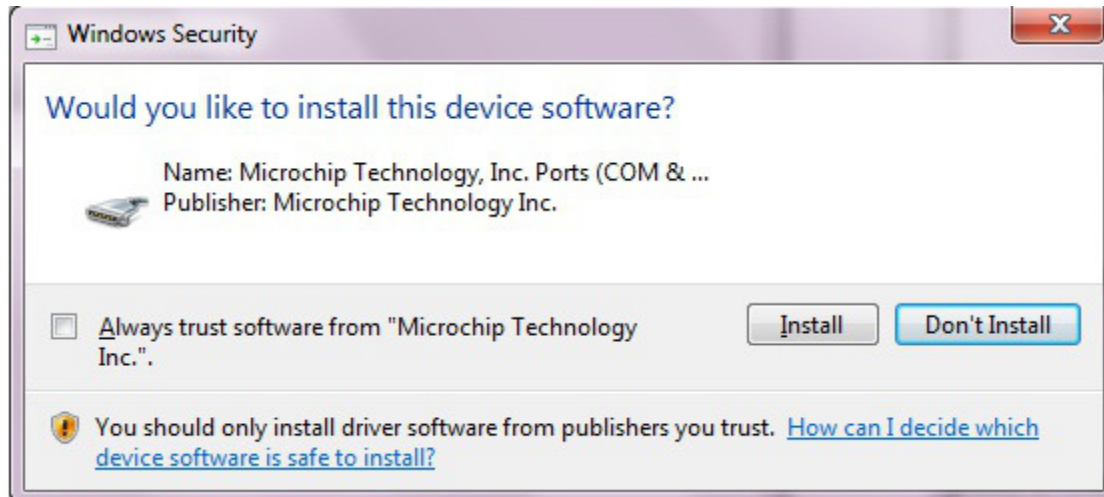 Windows Security
Would you like to install this device software?
Name: Microchip Technology, Inc. Ports (COM & ...
Publisher: Microchip Technology Inc.
Always trust software from "Microchip Technology
Inc.".
Install
Don't Install
You should only install driver software from publishers you trust. How can I decide which
device software is safe to install?